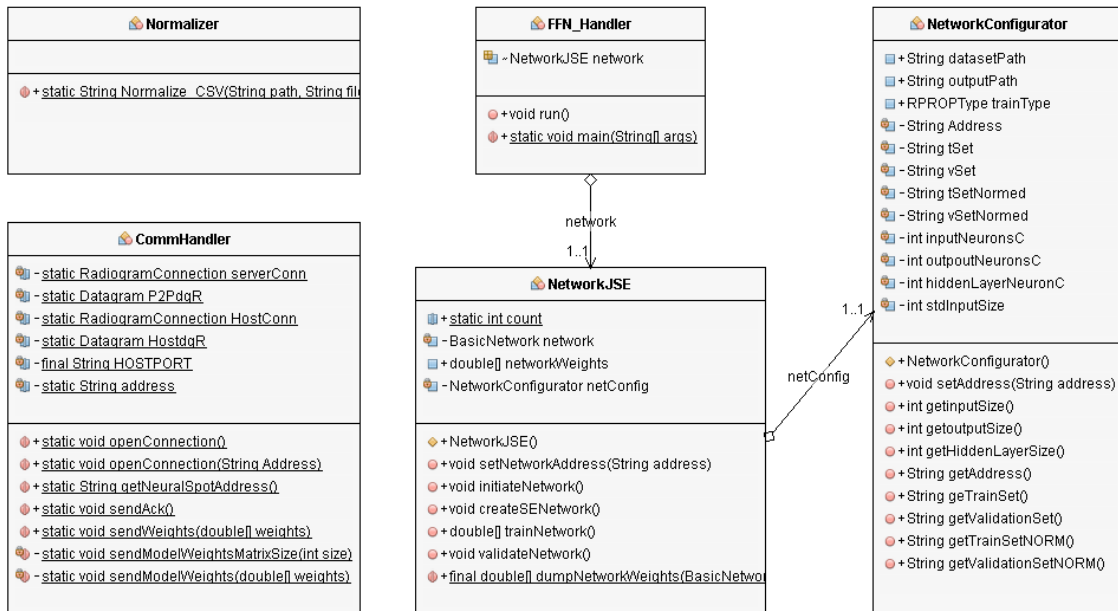 Normalizer
+static String Normalize_CSV(String path, String file
CommHandler
-static RadiogramConnection serverConn
-static Datagram P2PdgR
-static RadiogramConnection HostConn
-static Datagram HostdgR
-final String HOSTPORT
-static String address
+static void openConnection()
+static void openConnection(String Address)
+static String getNeuralSpotAddress()
+static void sendAck()
+static void sendWeights(double[] weights)
-static void sendModelWeightsMatrixSize(int size)
-static void sendModelWeights(double[] weights)
FFN_Handler
~NetworkJSE network
+void run()
+static void main(String[] args)
network
1..1
NetworkJSE
+static int count
-BasicNetwork network
+double[] networkWeights
-NetworkConfigurator netConfig
+NetworkJSE()
+void setNetworkAddress(String address)
+void initiateNetwork()
+void createSENetwork()
+double[] trainNetwork()
+void validateNetwork()
+final double[] dumpNetworkWeights(BasicNetwor
netConfig
1..1
NetworkConfigurator
+String datasetPath
+String outputPath
+RPROPType trainType
-String Address
-String tSet
-String vSet
-String tSetNormed
-String vSetNormed
-int inputNeuronsC
-int outpoutNeuronsC
-int hiddenLayerNeuronC
-int stdInputSize
+NetworkConfigurator()
+void setAddress(String address)
+int getinputSize()
+int getoutputSize()
+int getHiddenLayerSize()
+String getAddress()
+String geTrainSet()
+String getValidationSet()
+String getTrainSetNORM()
+String getValidationSetNORM()